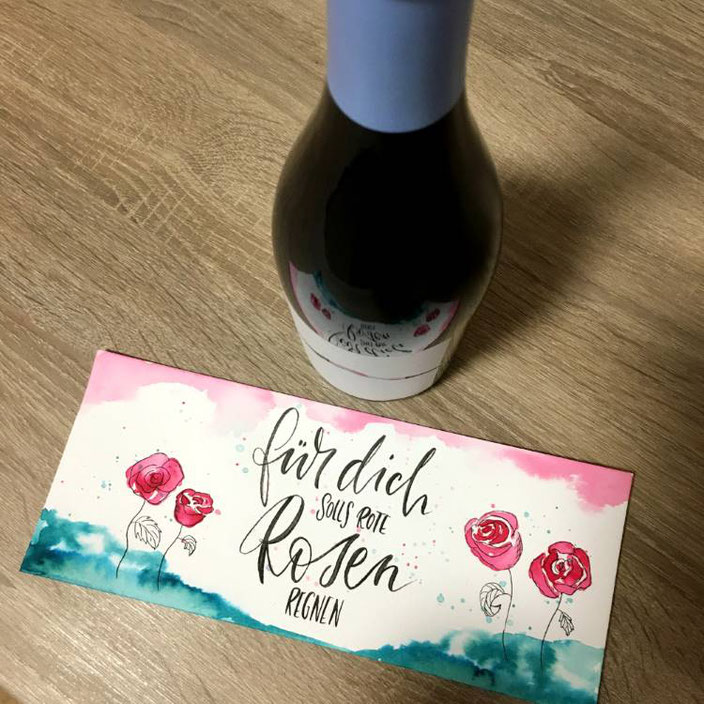 für dich
SOLLS ROTE
Rosen
REGNEN